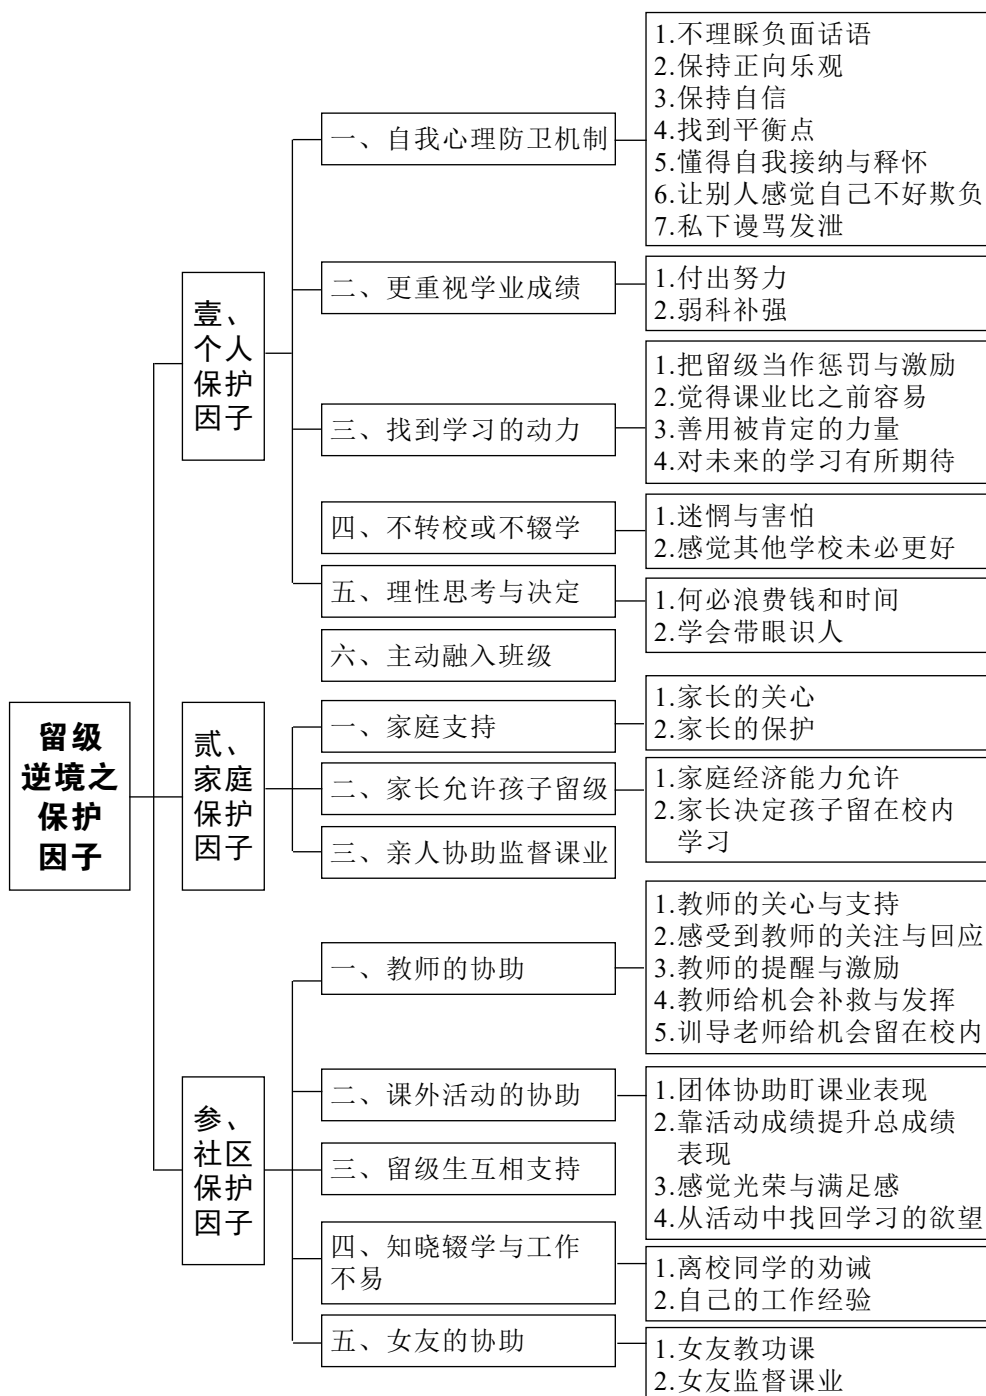 留级
逆境之
保护
因子
壹、
个人
保护
因子
一、自我心理防卫机制
1.不理睬负面话语
2.保持正向乐观
3.保持自信
4.找到平衡点
5.懂得自我接纳与释怀
6.让别人感觉自己不好欺负
7.私下谩骂发泄
二、更重视学业成绩
1.付出努力
2.弱科补强
三、找到学习的动力
1.把留级当作惩罚与激励
2.觉得课业比之前容易
3.善用被肯定的力量
4.对未来的学习有所期待
四、不转校或不辍学
1.迷惘与害怕
2.感觉其他学校未必更好
五、理性思考与决定
1.何必浪费钱和时间
2.学会带眼识人
六、主动融入班级
贰、
家庭
保护
因子
一、家庭支持
1.家长的关心
2.家长的保护
二、家长允许孩子留级
1.家庭经济能力允许
2.家长决定孩子留在校内
学习
三、亲人协助监督课业
参、
社区
保护
因子
一、教师的协助
1.教师的关心与支持
2.感受到教师的关注与回应
3.教师的提醒与激励
4.教师给机会补救与发挥
5.训导老师给机会留在校内
二、课外活动的协助
1.团体协助盯课业表现
2.靠活动成绩提升总成绩
表现
3.感觉光荣与满足感
4.从活动中找回学习的欲望
三、留级生互相支持
四、知晓辍学与工作
不易
1.离校同学的劝诫
2.自己的工作经验
五、女友的协助
1.女友教功课
2.女友监督课业